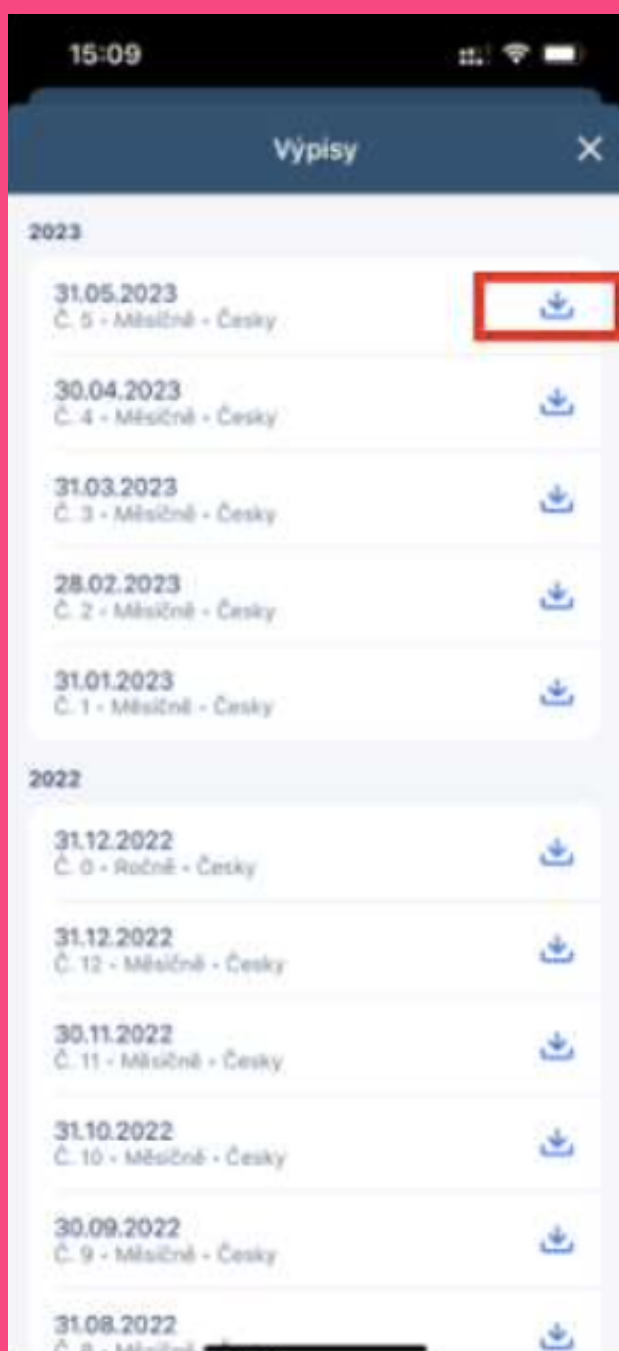 15:09
Výpisy
2023
31.05.2023
Č. 5 - Měsíčně - Česky
30.04.2023
Č. 4 - Měsíčně - Česky
31.03.2023
Č. 3 - Měsíčně - Česky
28.02.2023
Č. 2 - Měsíčně - Česky
31.01.2023
Č. 1 - Měsíčně - Česky
2022
31.12.2022
Č. 0 - Ročně - Česky
31.12.2022
Č. 12 - Měsíčně - Česky
30.11.2022
Č. 11 - Měsíčně - Česky
31.10.2022
Č. 10 - Měsíčně - Česky
30.09.2022
Č. 9 - Měsíčně - Česky
31.08.2022